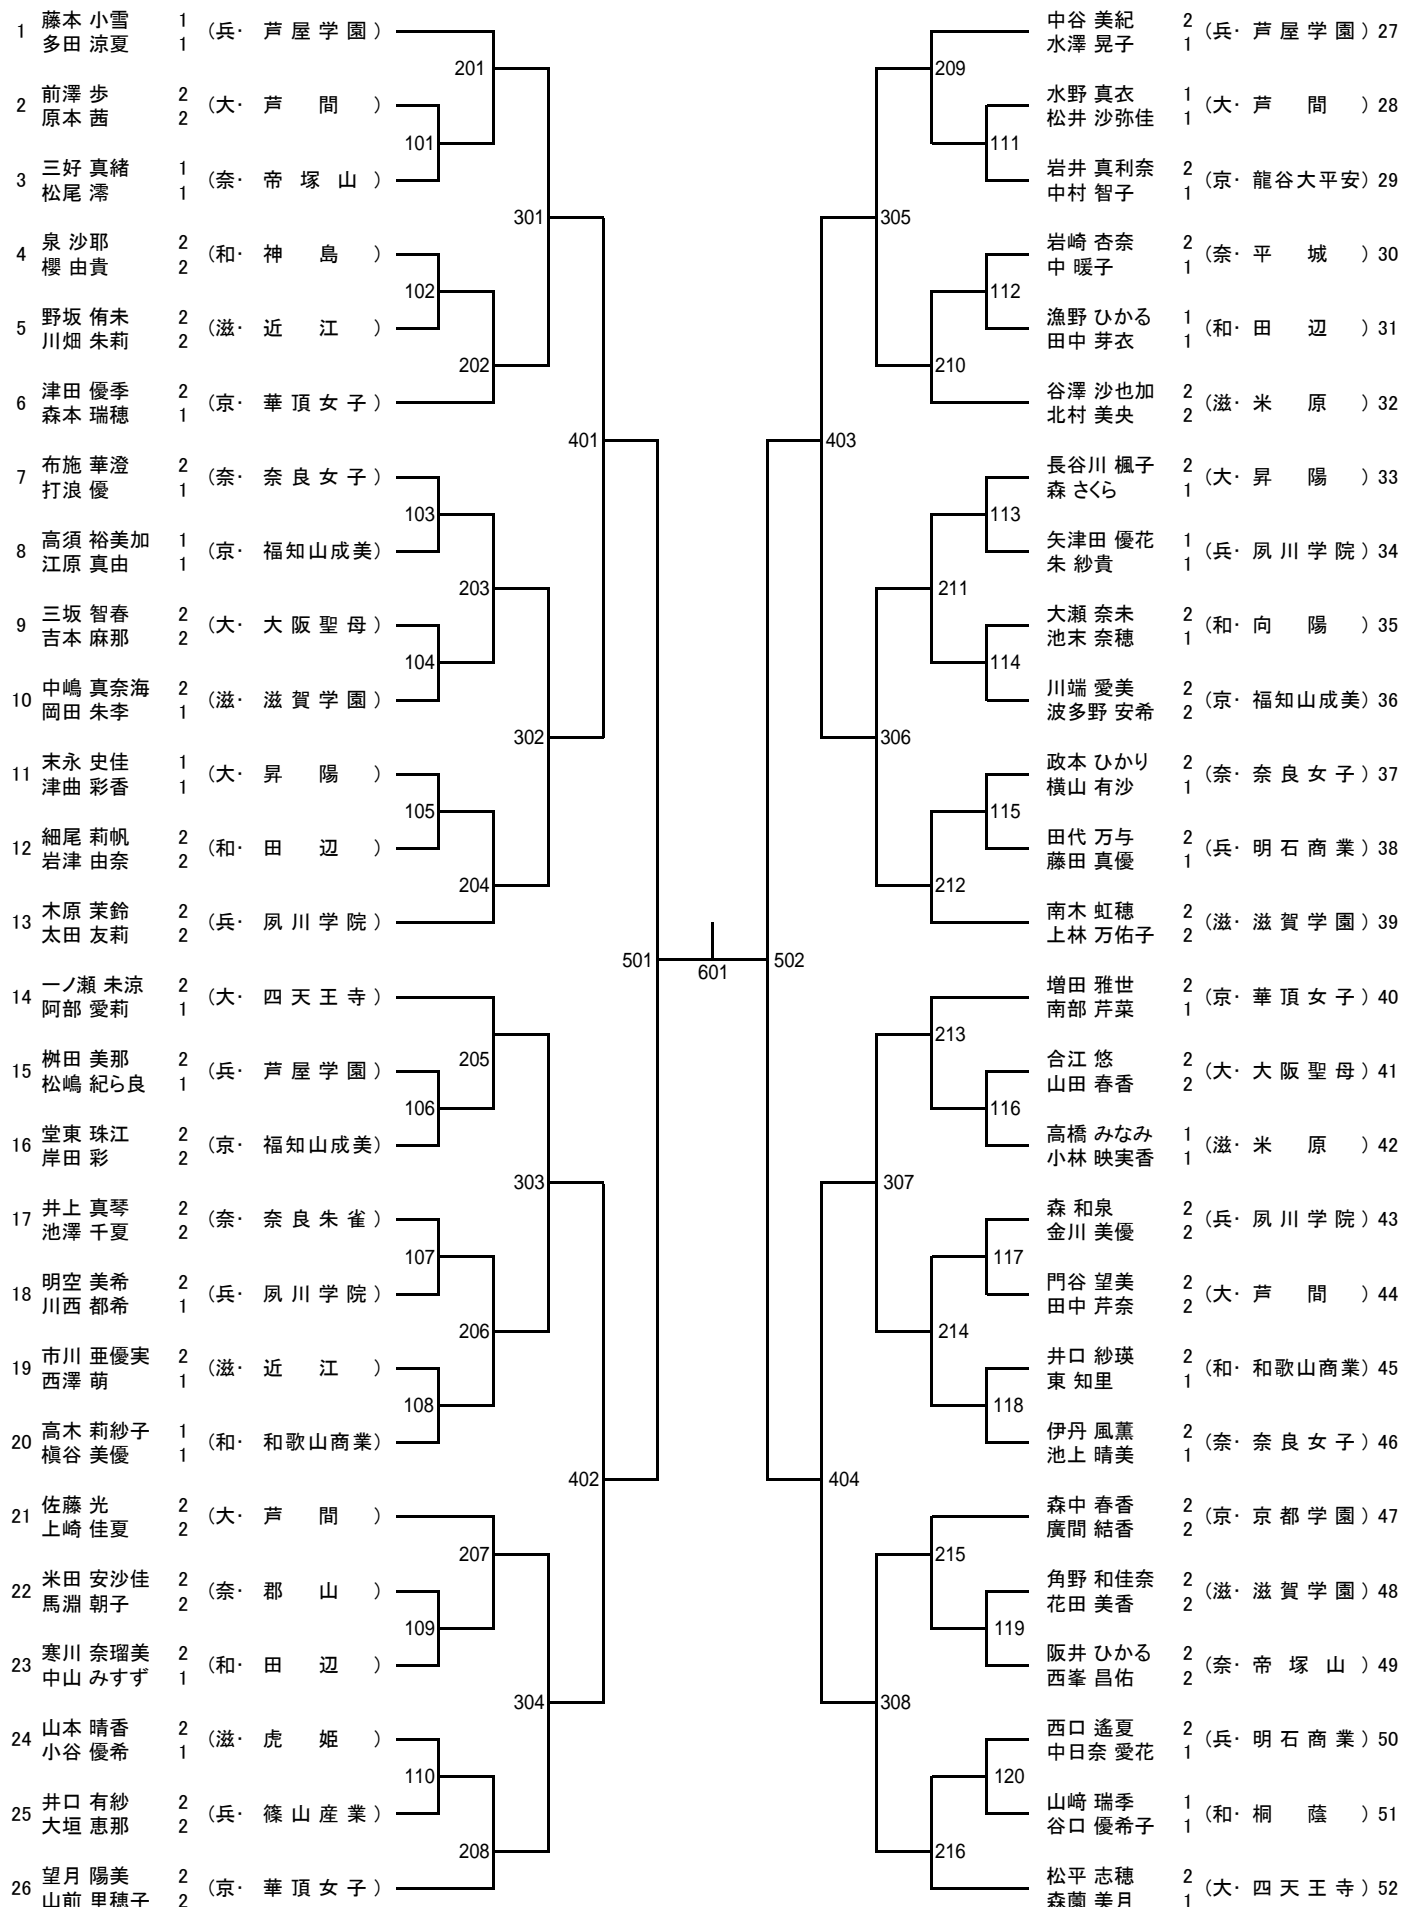 1 藤本 小雪 1 (兵・ 芦屋学園)
多田 涼夏 1
2 前澤 歩 2 (大・ 芦間)
原本 茜 2
3 三好 真緒 1 (奈・ 帝塚山)
松尾 澪 1
4 泉 沙耶 2 (和・ 神島)
櫻 由貴 2
5 野坂 侑未 2 (滋・ 近江)
川畑 朱莉 2
6 津田 優季 2 (京・ 華頂女子)
森本 瑞穂 1
7 布施 華澄 2 (奈・ 奈良女子)
打浪 優 1
8 高須 裕美加 1 (京・ 福知山成美)
江原 真由 1
9 三坂 智春 2 (大・ 大阪聖母)
吉本 麻那 2
10 中嶋 真奈海 2 (滋・ 滋賀学園)
岡田 朱李 1
11 末永 史佳 1 (大・ 昇陽)
津曲 彩香 1
12 細尾 莉帆 2 (和・ 田辺)
岩津 由奈 2
13 木原 茉鈴 2 (兵・ 夙川学院)
太田 友莉 2
14 一ノ瀬 未涼 2 (大・ 四天王寺)
阿部 愛莉 1
15 桝田 美那 2 (兵・ 芦屋学園)
松嶋 紀ら良 1
16 堂東 珠江 2 (京・ 福知山成美)
岸田 彩 2
17 井上 真琴 2 (奈・ 奈良朱雀)
池澤 千夏 2
18 明空 美希 2 (兵・ 夙川学院)
川西 都希 1
19 市川 亜優実 2 (滋・ 近江)
西澤 萌 1
20 高木 莉紗子 1 (和・ 和歌山商業)
槇谷 美優 1
21 佐藤 光 2 (大・ 芦間)
上崎 佳夏 2
22 米田 安沙佳 2 (奈・ 郡山)
馬淵 朝子 2
23 寒川 奈瑠美 2 (和・ 田辺)
中山 みすず 1
24 山本 晴香 2 (滋・ 虎姫)
小谷 優希 1
25 井口 有紗 2 (兵・ 篠山産業)
大垣 恵那 2
26 望月 陽美 2 (京・ 華頂女子)
山前 里穂子 2
101
102
103
104
105
106
107
108
109
110
201
202
203
204
205
206
207
208
301
302
303
304
401
402
501
601
502
403
404
305
306
307
308
209
210
211
212
213
214
215
216
111
112
113
114
115
116
117
118
119
120
中谷 美紀 2 (兵・ 芦屋学園) 27
水澤 晃子 1
水野 真衣 1 (大・ 芦間) 28
松井 沙弥佳 1
岩井 真利奈 2 (京・ 龍谷大平安) 29
中村 智子 1
岩崎 杏奈 2 (奈・ 平城) 30
中 暖子 1
漁野 ひかる 1 (和・ 田辺) 31
田中 芽衣 1
谷澤 沙也加 2 (滋・ 米原) 32
北村 美央 2
長谷川 楓子 2 (大・ 昇陽) 33
森 さくら 1
矢津田 優花 1 (兵・ 夙川学院) 34
朱 紗貴 1
大瀬 奈未 2 (和・ 向陽) 35
池末 奈穂 1
川端 愛美 2 (京・ 福知山成美) 36
波多野 安希 2
政本 ひかり 2 (奈・ 奈良女子) 37
横山 有沙 1
田代 万与 2 (兵・ 明石商業) 38
藤田 真優 1
南木 虹穂 2 (滋・ 滋賀学園) 39
上林 万佑子 2
増田 雅世 2 (京・ 華頂女子) 40
南部 芹菜 1
合江 悠 2 (大・ 大阪聖母) 41
山田 春香 2
高橋 みなみ 1 (滋・ 米原) 42
小林 映実香 1
森 和泉 2 (兵・ 夙川学院) 43
金川 美優 2
門谷 望美 2 (大・ 芦間) 44
田中 芹奈 2
井口 紗瑛 2 (和・ 和歌山商業) 45
東 知里 1
伊丹 風薫 2 (奈・ 奈良女子) 46
池上 晴美 1
森中 春香 2 (京・ 京都学園) 47
廣間 結香 2
角野 和佳奈 2 (滋・ 滋賀学園) 48
花田 美香 2
阪井 ひかる 2 (奈・ 帝塚山) 49
西峯 昌佑 2
西口 遙夏 2 (兵・ 明石商業) 50
中日奈 愛花 1
山﨑 瑞季 1 (和・ 桐蔭) 51
谷口 優希子 1
松平 志穂 2 (大・ 四天王寺) 52
森薗 美月 1